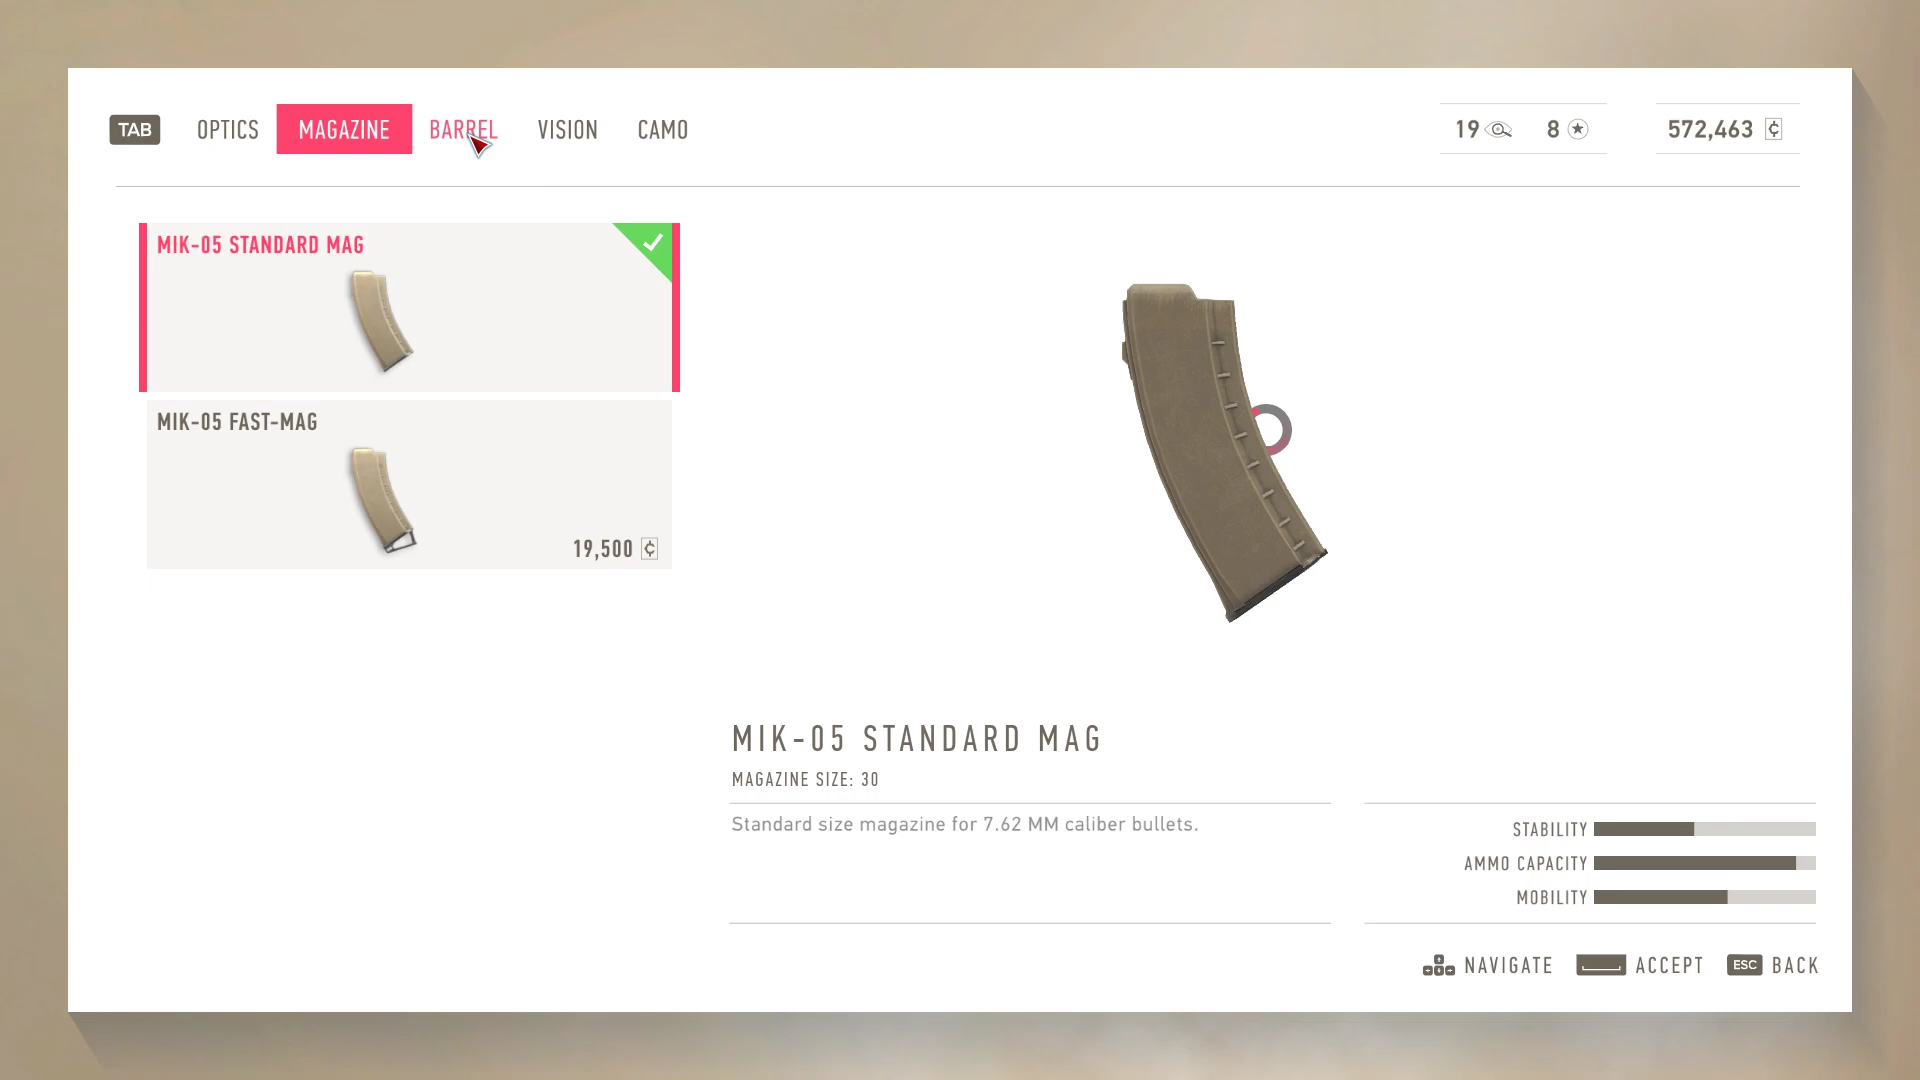 TAB OPTICS MAGAZINE BARREL VISION CAMO 19 8 572,463
MIK-05 STANDARD MAG
MIK-05 FAST-MAG
19,500
MIK-05 STANDARD MAG
MAGAZINE SIZE: 30
Standard size magazine for 7.62 MM caliber bullets.
STABILITY
AMMO CAPACITY
MOBILITY
NAVIGATE ACCEPT ESC BACK